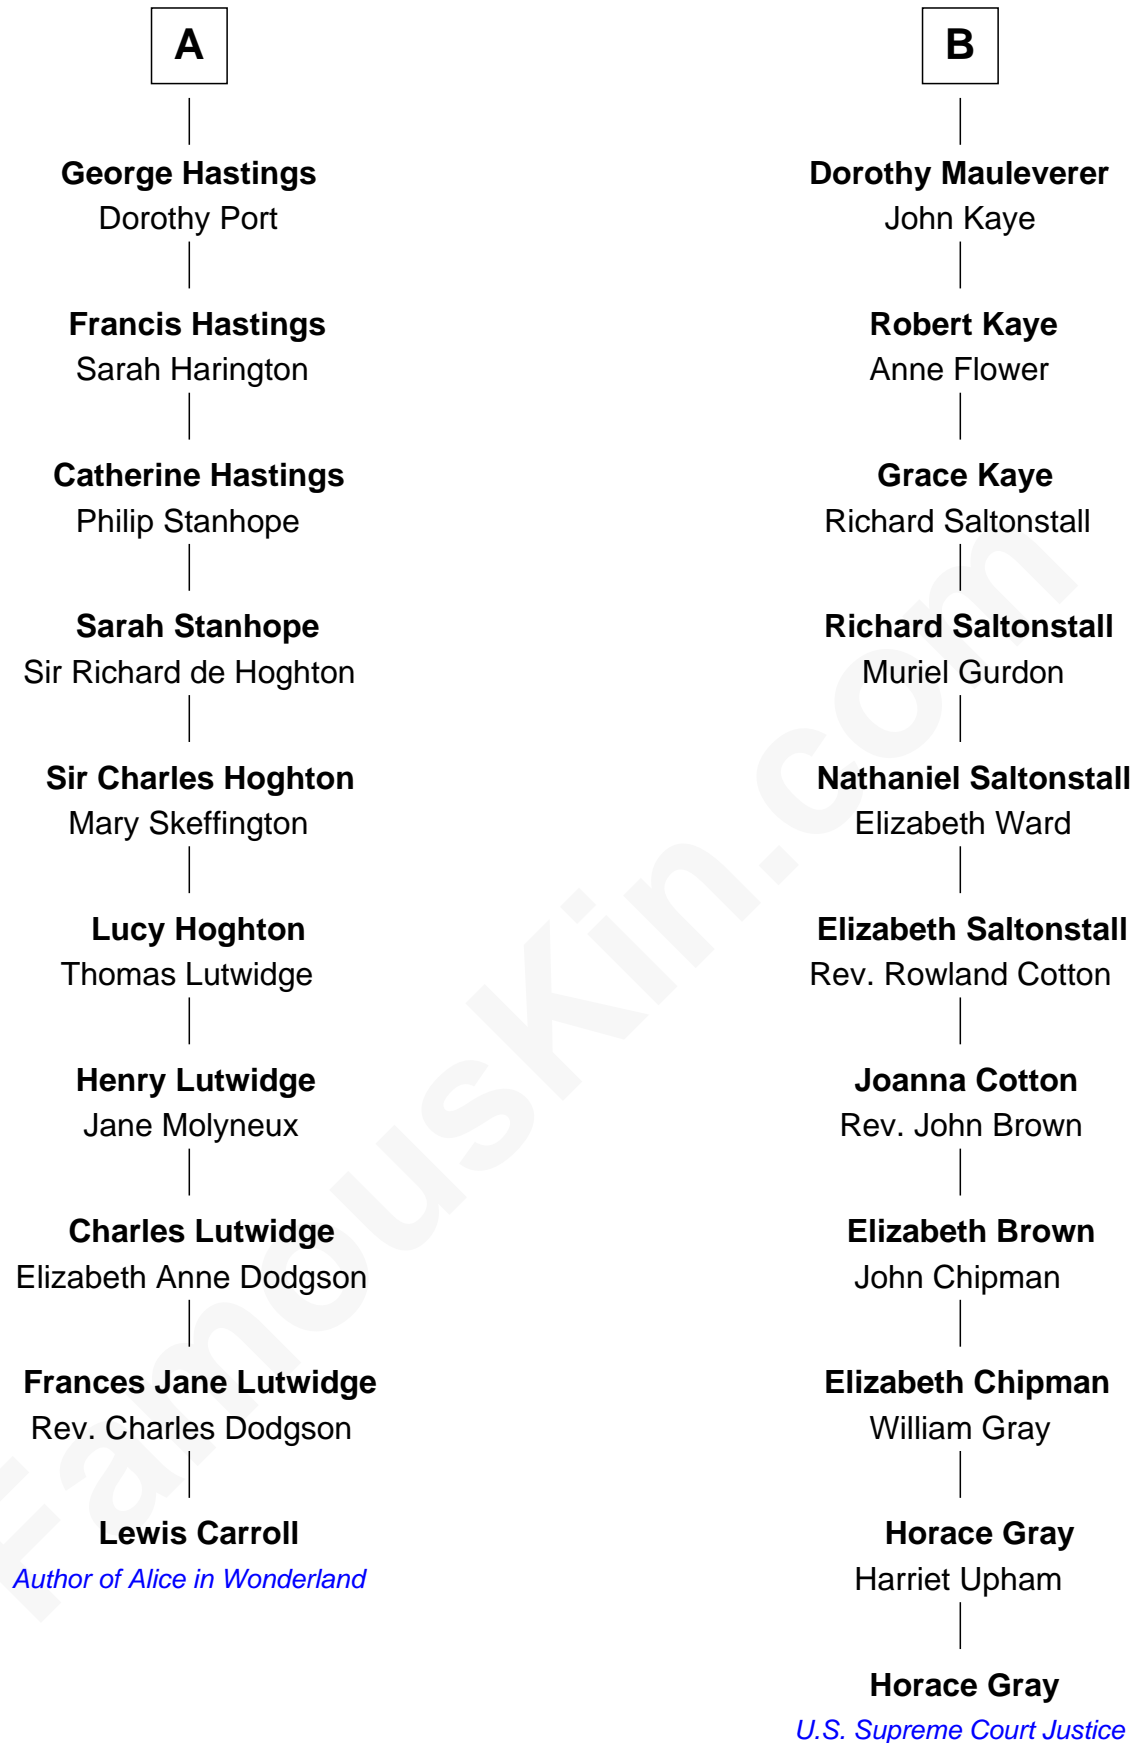 A
George Hastings
Dorothy Port
Francis Hastings
Sarah Harington
Catherine Hastings
Philip Stanhope
Sarah Stanhope
Sir Richard de Hoghton
Sir Charles Hoghton
Mary Skeffington
Lucy Hoghton
Thomas Lutwidge
Henry Lutwidge
Jane Molyneux
Charles Lutwidge
Elizabeth Anne Dodgson
Frances Jane Lutwidge
Rev. Charles Dodgson
Lewis Carroll
Author of Alice in Wonderland
B
Dorothy Mauleverer
John Kaye
Robert Kaye
Anne Flower
Grace Kaye
Richard Saltonstall
Richard Saltonstall
Muriel Gurdon
Nathaniel Saltonstall
Elizabeth Ward
Elizabeth Saltonstall
Rev. Rowland Cotton
Joanna Cotton
Rev. John Brown
Elizabeth Brown
John Chipman
Elizabeth Chipman
William Gray
Horace Gray
Harriet Upham
Horace Gray
U.S. Supreme Court Justice
FamousKin.com